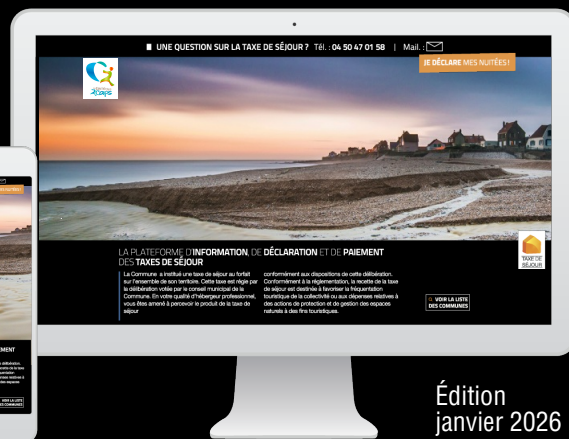 UNE QUESTION SUR LA TAXE DE SÉJOUR ? Tél. : 04 50 47 01 58 | Mail. :
JE DÉCLARE MES NUITÉES !
LA PLATEFORME D'INFORMATION, DE DÉCLARATION ET DE PAIEMENT
DES TAXES DE SÉJOUR
La Commune a institué une taxe de séjour au forfait
sur l'ensemble de son territoire. Cette taxe est régie par
la délibération votée par le conseil municipal de la
Commune. En votre qualité d'hébergeur professionnel,
vous êtes amené à percevoir le produit de la taxe de
séjour
conformément aux dispositions de cette délibération.
Conformément à la réglementation, la recette de la taxe
de séjour est destinée à favoriser la fréquentation
touristique de la collectivité ou aux dépenses relatives à
des actions de protection et de gestion des espaces
naturels à des fins touristiques.
TAXE DE
SÉJOUR
VOIR LA LISTE
DES COMMUNES
Édition
janvier 2026